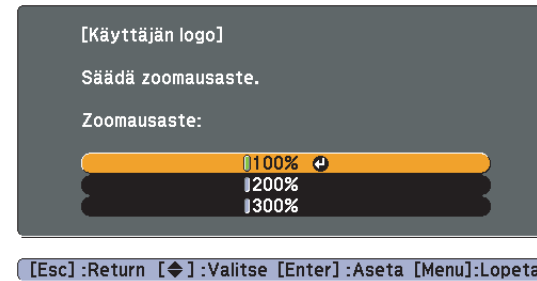 [Käyttäjän logo]
Säädä zoomausaste.
Zoomausaste:
100%
200%
300%
[Esc] :Return [◆] :Valitse [Enter] :Aseta [Menu]:Lopeta